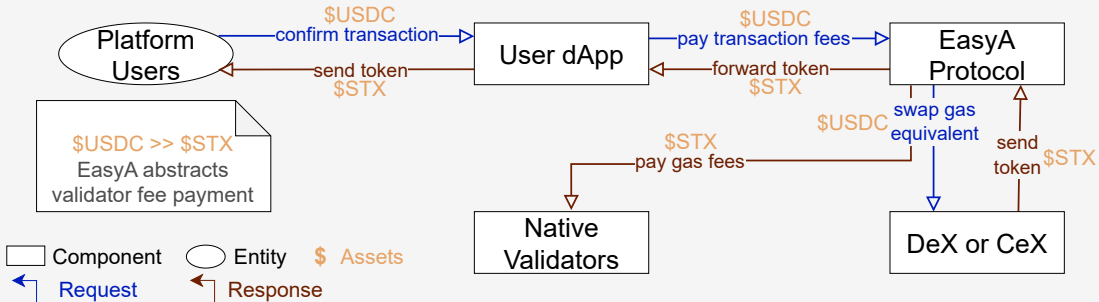 $USDC
confirm transaction
Platform
Users
send token
$STX
User dApp
$USDC
pay transaction fees
forward token
$STX
EasyA
Protocol
$USDC
swap gas
equivalent
send
token
$STX
$STX
pay gas fees
$USDC >> $STX
EasyA abstracts
validator fee payment
Native
Validators
DeX or CeX
Component
Entity
$ Assets
Request
Response